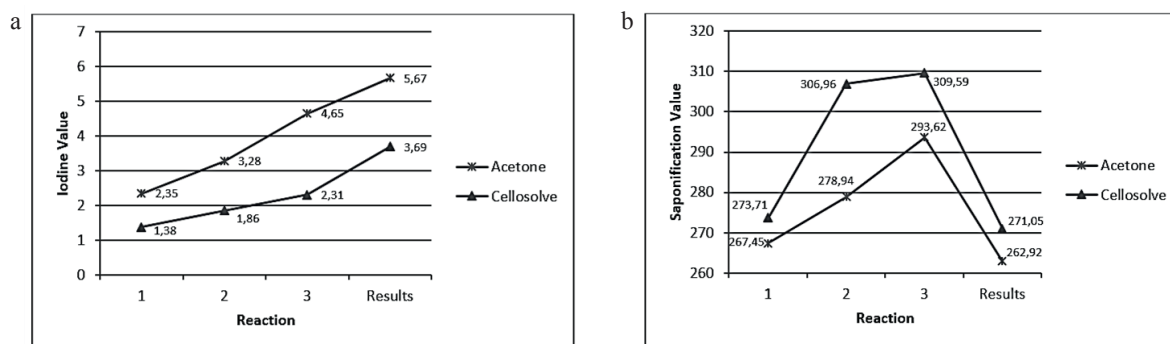 a
Iodine Value
7
6
5
4
3
2
1
0
5,67
4,65
3,28
2,35
3,69
2,31
1,86
1,38
1 2 3 Results
Reaction
Acetone
Cellosolve
b
Saponification Value
320
310
300
290
280
270
260
306,96
309,59
293,62
278,94
273,71
267,45
271,05
262,92
1 2 3 Results
Reaction
Acetone
Cellosolve